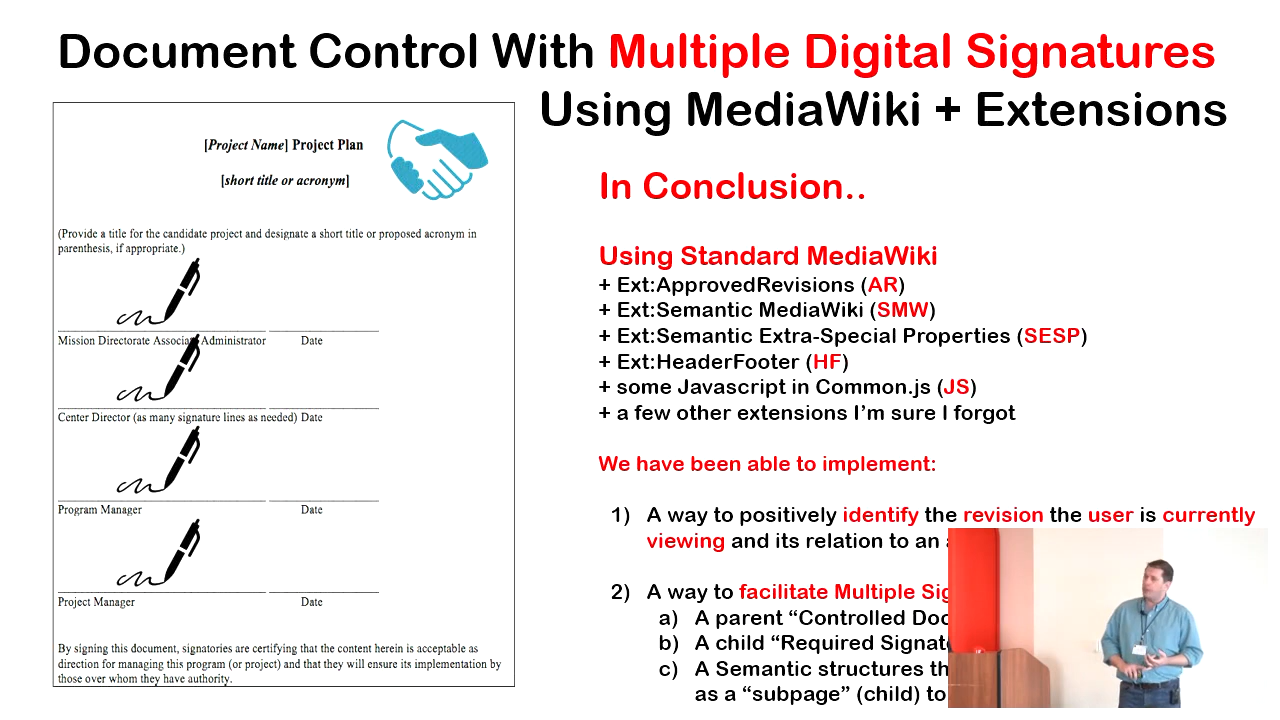 Document Control With Multiple Digital Signatures
Using MediaWiki + Extensions
[Project Name] Project Plan
[short title or acronym]
(Provide a title for the candidate project and designate a short title or proposed acronym in
parenthesis, if appropriate.)
Mission Directorate Associate Administrator Date
Center Director (as many signature lines as needed) Date
Program Manager Date
Project Manager Date
By signing this document, signatories are certifying that the content herein is acceptable as
direction for managing this program (or project) and that they will ensure its implementation by
those over whom they have authority.
In Conclusion..
Using Standard MediaWiki
+ Ext:ApprovedRevisions (AR)
+ Ext:Semantic MediaWiki (SMW)
+ Ext:Semantic Extra-Special Properties (SESP)
+ Ext:HeaderFooter (HF)
+ some Javascript in Common.js (JS)
+ a few other extensions I’m sure I forgot
We have been able to implement:
1) A way to positively identify the revision the user is currently
viewing and its relation to an
2) A way to facilitate Multiple
a) A parent “Controlled
b) A child “Required
c) A Semantic structures
as a “subpage” (child) to